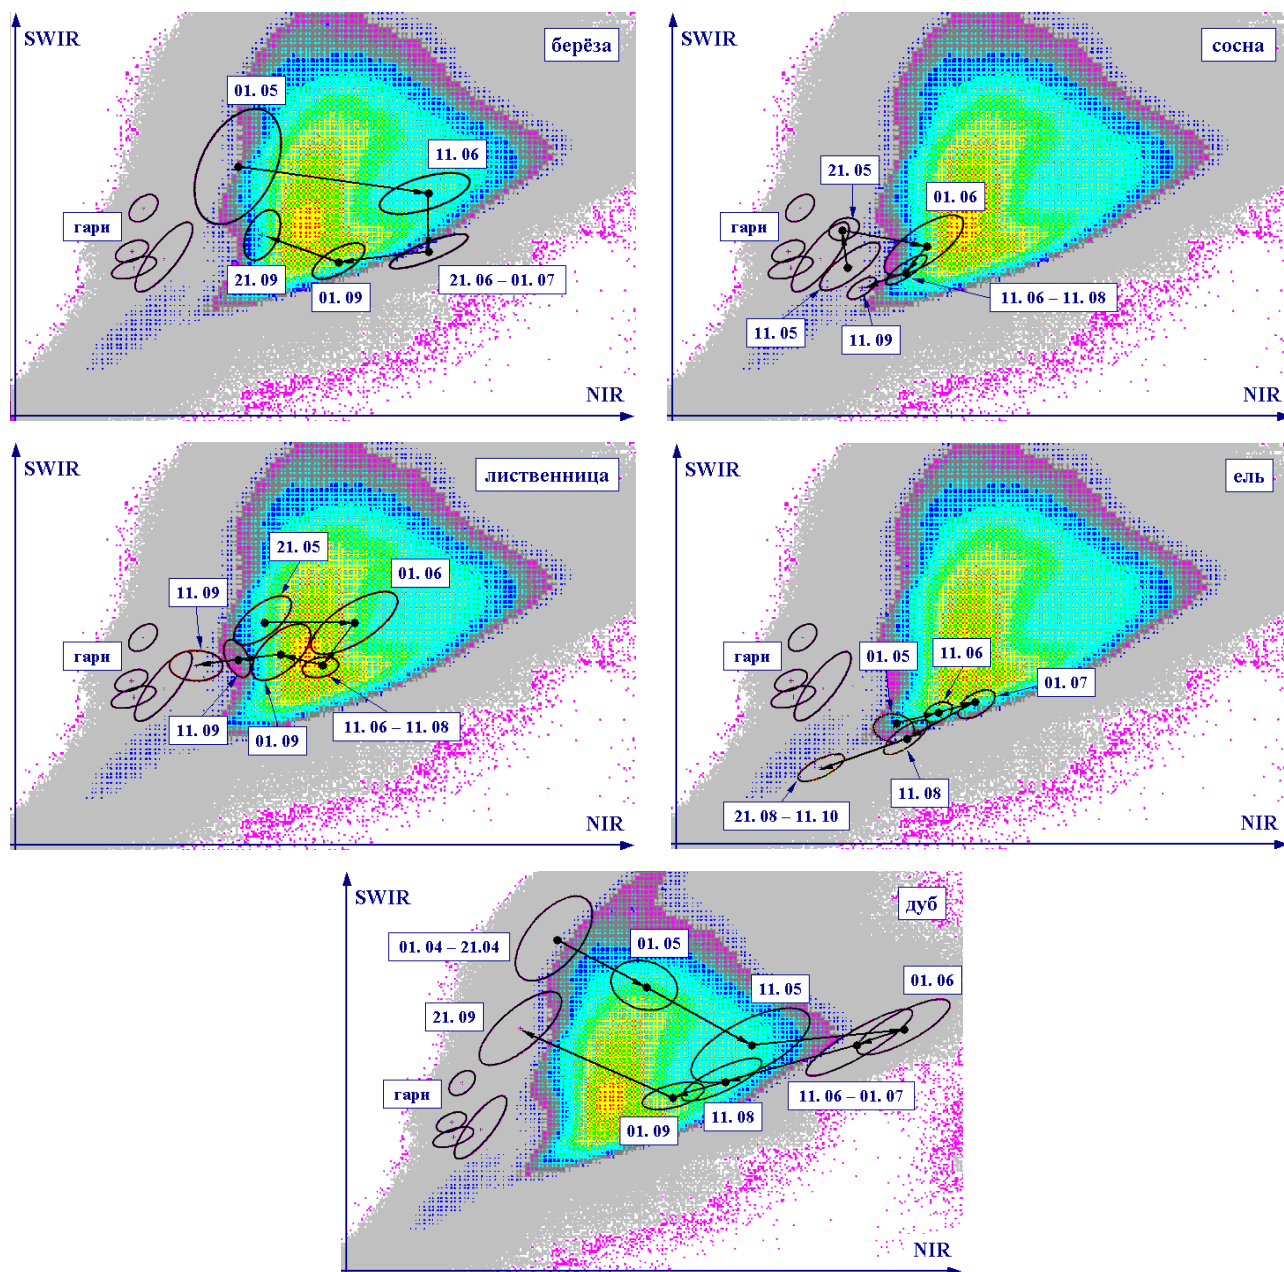 SWIR
берёза
01. 05
11. 06
гари
21. 09
01. 09
21. 06 – 01. 07
NIR
SWIR
сосна
21. 05
01. 06
гари
11. 06 – 11. 08
11. 05
11. 09
NIR
SWIR
лиственница
21. 05
01. 06
11. 09
гари
11. 09
01. 09
11. 06 – 11. 08
NIR
SWIR
ель
01. 05
11. 06
01. 07
гари
11. 08
21. 08 – 11. 10
NIR
SWIR
дуб
01. 04 – 21.04
01. 05
11. 05
01. 06
21. 09
гари
11. 06 – 01. 07
01. 09
11. 08
NIR